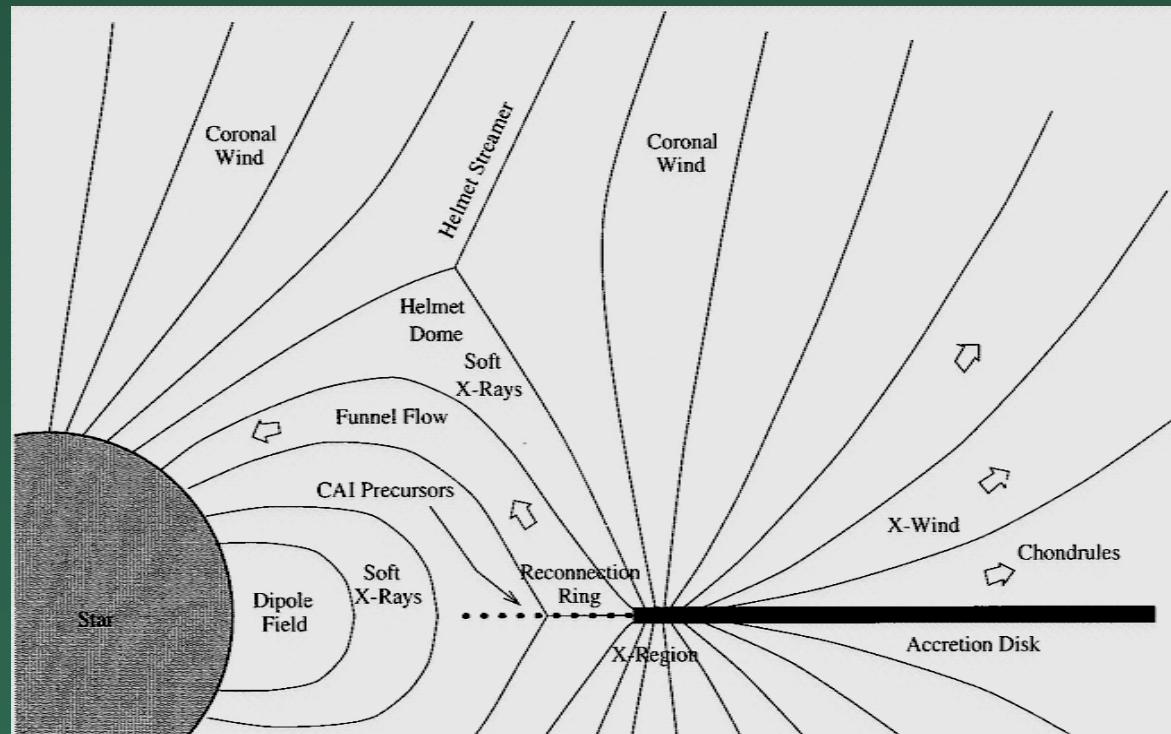 Coronal
Wind
Helmet Streamer
Coronal
Wind
Helmet
Dome
Soft
X-Rays
Funnel Flow
CAI Precursors
X-Wind
Chondrules
Reconnection
Ring
Soft
X-Rays
Dipole
Field
Star
X-Region
Accretion Disk